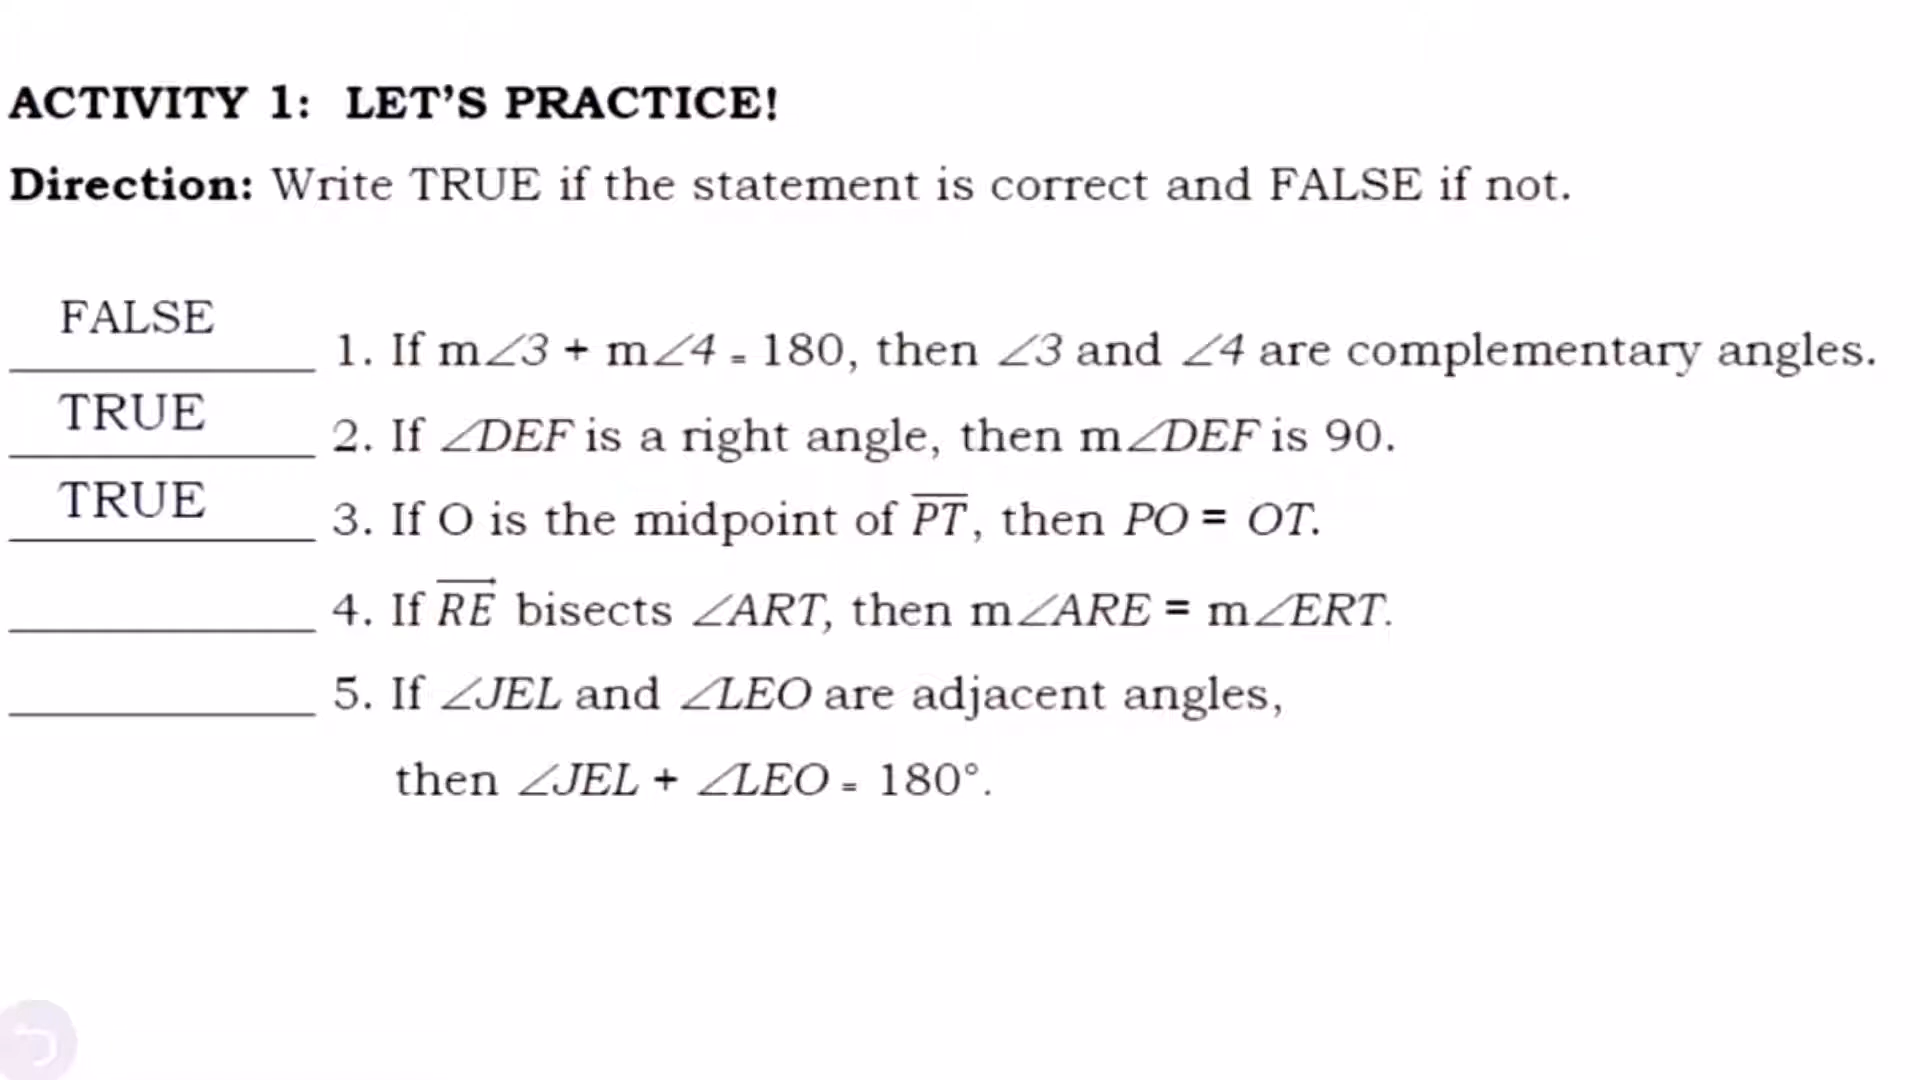 ACTIVITY 1: LET'S PRACTICE!
Direction: Write TRUE if the statement is correct and FALSE if not.
FALSE 1. If m∠3 + m∠4 = 180, then ∠3 and ∠4 are complementary angles.
TRUE 2. If ∠DEF is a right angle, then m∠DEF is 90.
TRUE 3. If O is the midpoint of P̅T̅, then PO = OT.
4. If R⃗E⃗ bisects ∠ART, then m∠ARE = m∠ERT.
5. If ∠JEL and ∠LEO are adjacent angles,
then ∠JEL + ∠LEO = 180°.